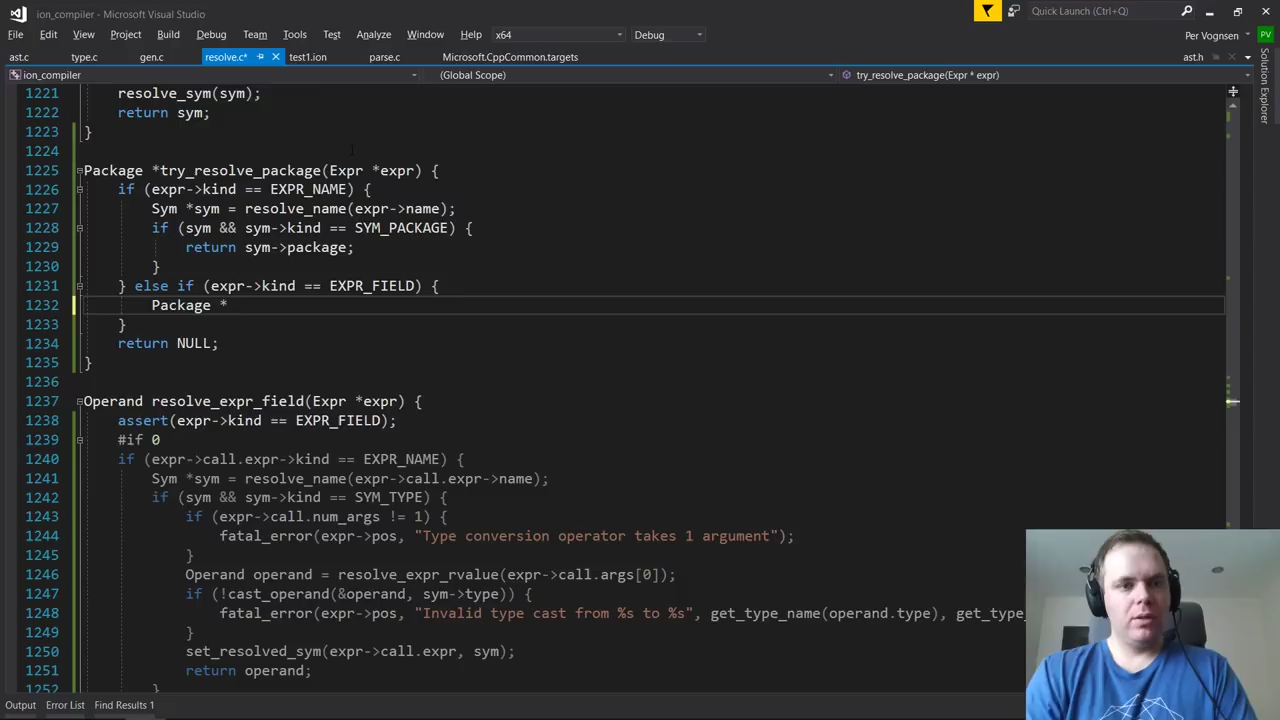 ion_compiler - Microsoft Visual Studio
Quick Launch (Ctrl+Q)
File Edit View Project Build Debug Team Tools Test Analyze Window Help x64 Debug
Per Vognsen PV
ast.c type.c gen.c resolve.c* test1.ion parse.c Microsoft.CppCommon.targets ast.h
ion_compiler (Global Scope) try_resolve_package(Expr * expr)
Solution Explorer
1221 resolve_sym(sym);
1222 return sym;
1223 }
1224
1225 Package *try_resolve_package(Expr *expr) {
1226 if (expr->kind == EXPR_NAME) {
1227 Sym *sym = resolve_name(expr->name);
1228 if (sym && sym->kind == SYM_PACKAGE) {
1229 return sym->package;
1230 }
1231 } else if (expr->kind == EXPR_FIELD) {
1232 Package *
1233 }
1234 return NULL;
1235 }
1236
1237 Operand resolve_expr_field(Expr *expr) {
1238 assert(expr->kind == EXPR_FIELD);
1239 #if 0
1240 if (expr->call.expr->kind == EXPR_NAME) {
1241 Sym *sym = resolve_name(expr->call.expr->name);
1242 if (sym && sym->kind == SYM_TYPE) {
1243 if (expr->call.num_args != 1) {
1244 fatal_error(expr->pos, "Type conversion operator takes 1 argument");
1245 }
1246 Operand operand = resolve_expr_rvalue(expr->call.args[0]);
1247 if (!cast_operand(&operand, sym->type)) {
1248 fatal_error(expr->pos, "Invalid type cast from %s to %s", get_type_name(operand.type), get_type_
1249 }
1250 set_resolved_sym(expr->call.expr, sym);
1251 return operand;
1252 }
Output Error List Find Results 1